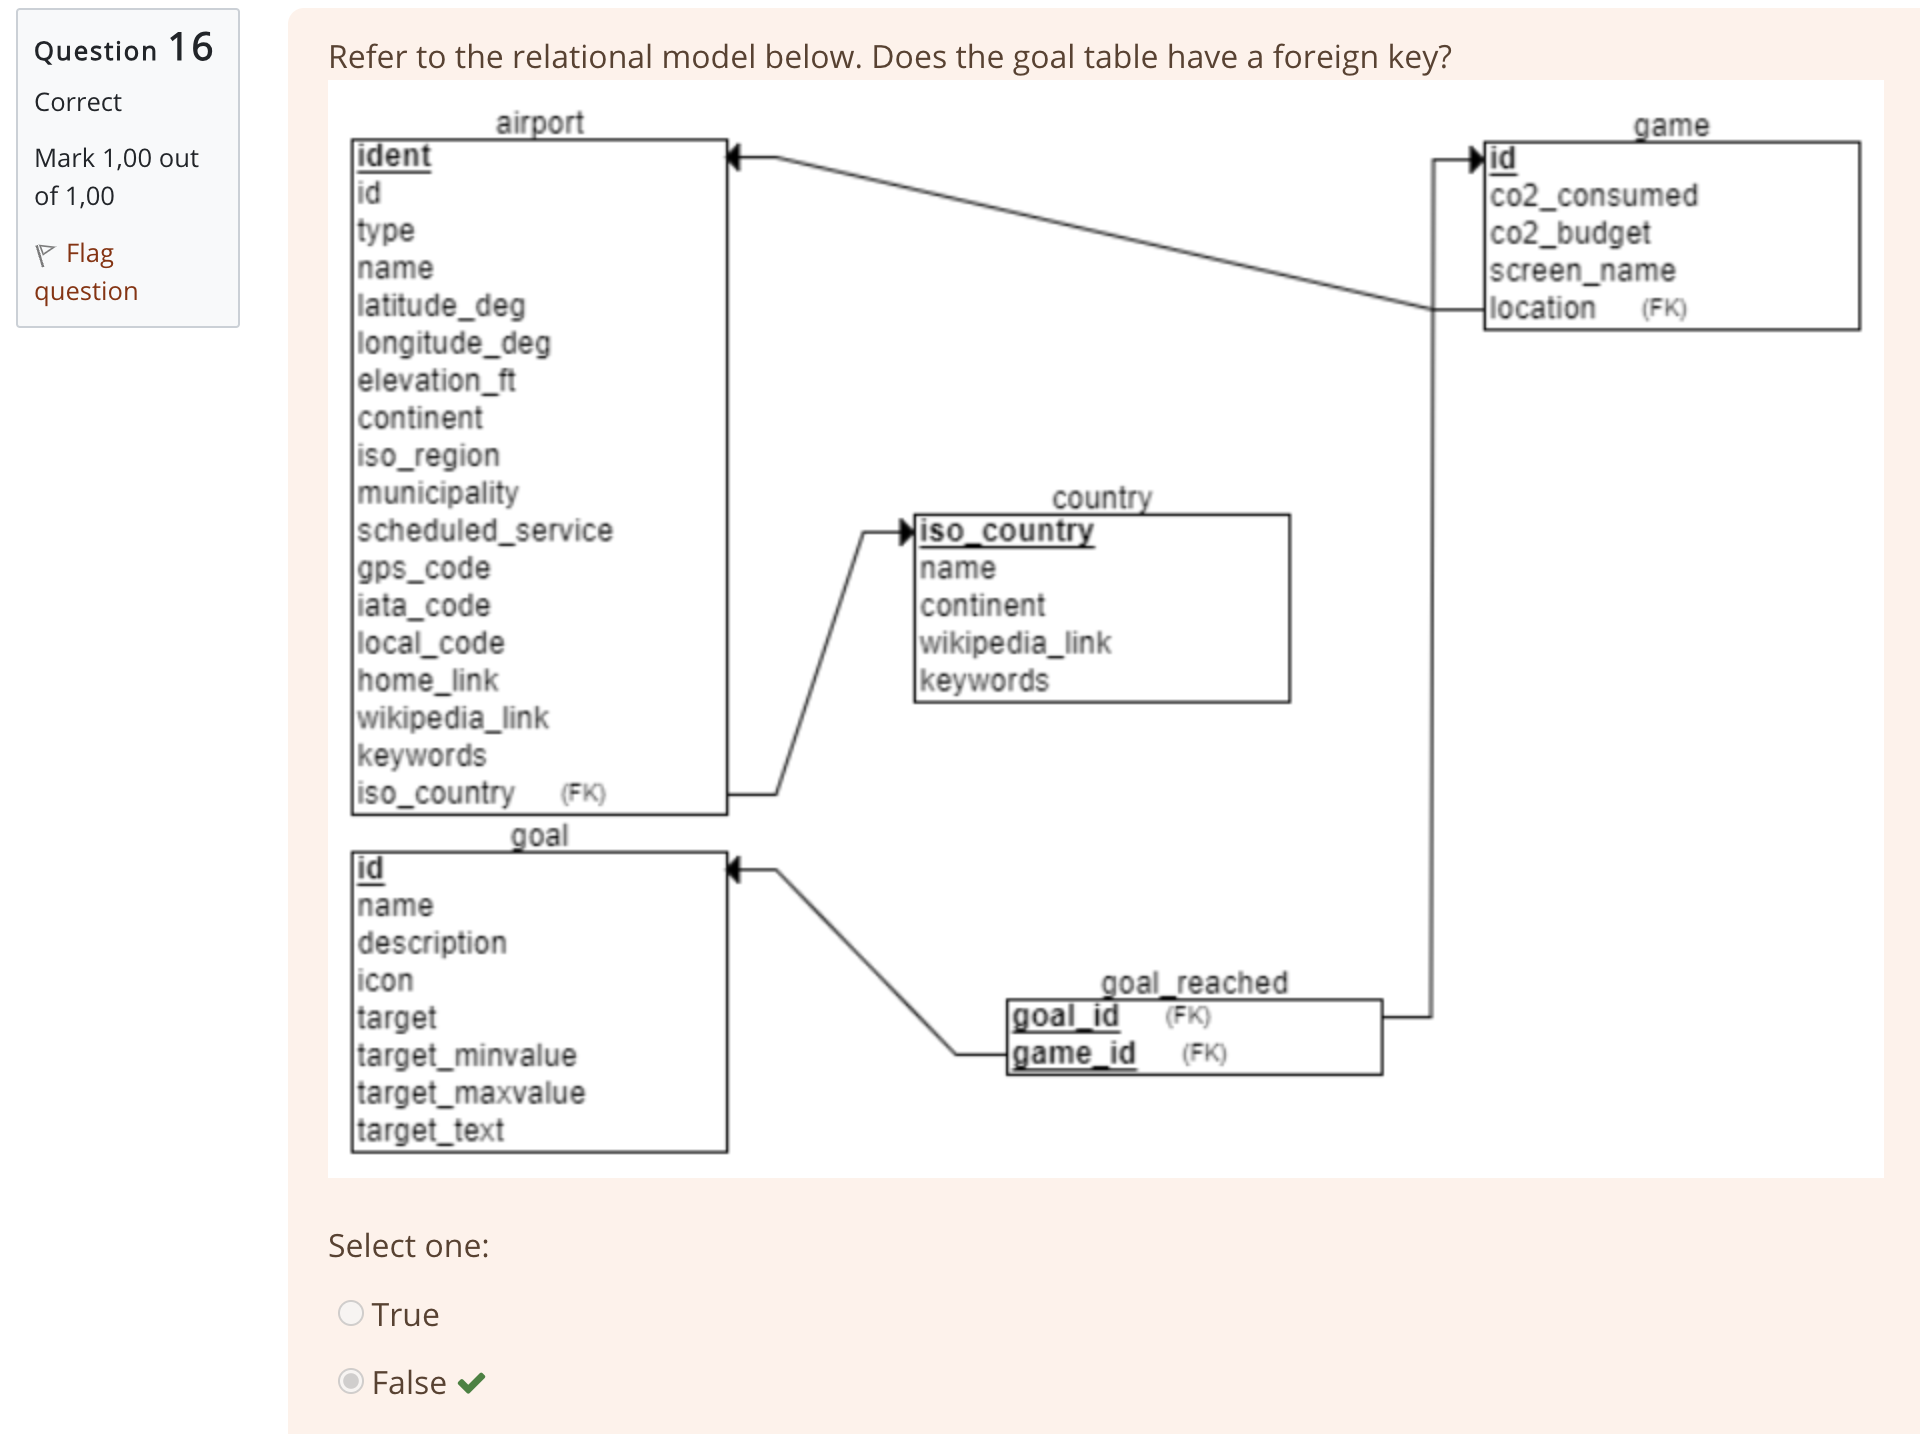 Question 16
Correct
Mark 1,00 out
of 1,00
Flag
question
Refer to the relational model below. Does the goal table have a foreign key?
airport
ident
id
type
name
latitude_deg
longitude_deg
elevation_ft
continent
iso_region
municipality
scheduled_service
gps_code
iata_code
local_code
home_link
wikipedia_link
keywords
iso_country (FK)
game
id
co2_consumed
co2_budget
screen_name
location (FK)
country
iso_country
name
continent
wikipedia_link
keywords
goal
id
name
description
icon
target
target_minvalue
target_maxvalue
target_text
goal_reached
goal_id (FK)
game_id (FK)
Select one:
True
False